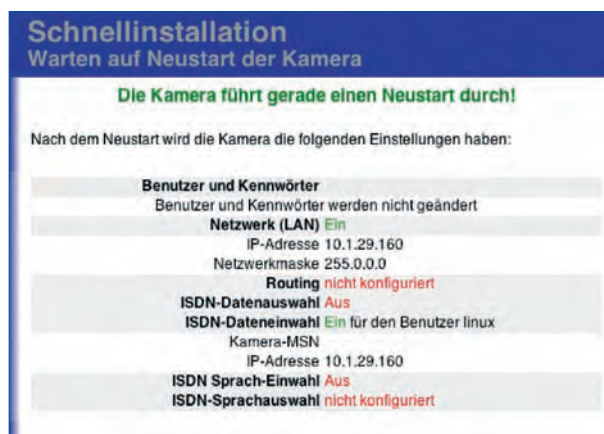 Schnellinstallation
Warten auf Neustart der Kamera
Die Kamera führt gerade einen Neustart durch!
Nach dem Neustart wird die Kamera die folgenden Einstellungen haben:
Benutzer und Kennwörter
Benutzer und Kennwörter werden nicht geändert
Netzwerk (LAN) Ein
IP-Adresse 10.1.29.160
Netzwerkmaske 255.0.0.0
Routing nicht konfiguriert
ISDN-Datenauswahl Aus
ISDN-Dateneinwahl Ein für den Benutzer linux
Kamera-MSN
IP-Adresse 10.1.29.160
ISDN Sprach-Einwahl Aus
ISDN-Sprachauswahl nicht konfiguriert